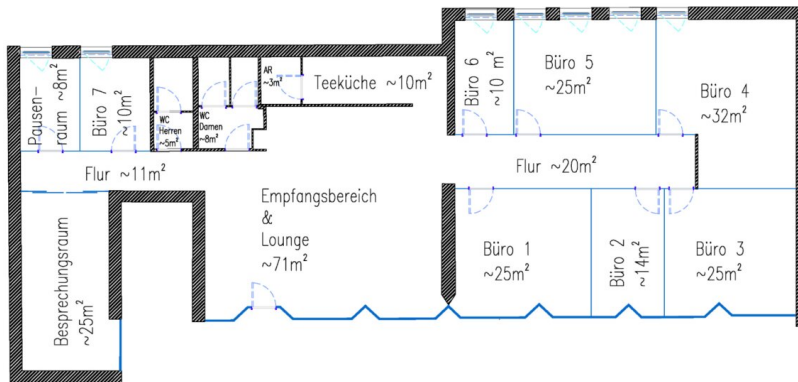 Pausen-
raum ~8m²
Büro 7
~10m²
WC
Herren
~5m²
WC
Damen
~8m²
AR
~3m²
Teeküche ~10m²
Büro 6
~10 m²
Büro 5
~25m²
Büro 4
~32m²
Flur ~11m²
Flur ~20m²
Empfangsbereich
&
Lounge
~71m²
Besprechungsraum
~25m²
Büro 1
~25m²
Büro 2
~14m²
Büro 3
~25m²